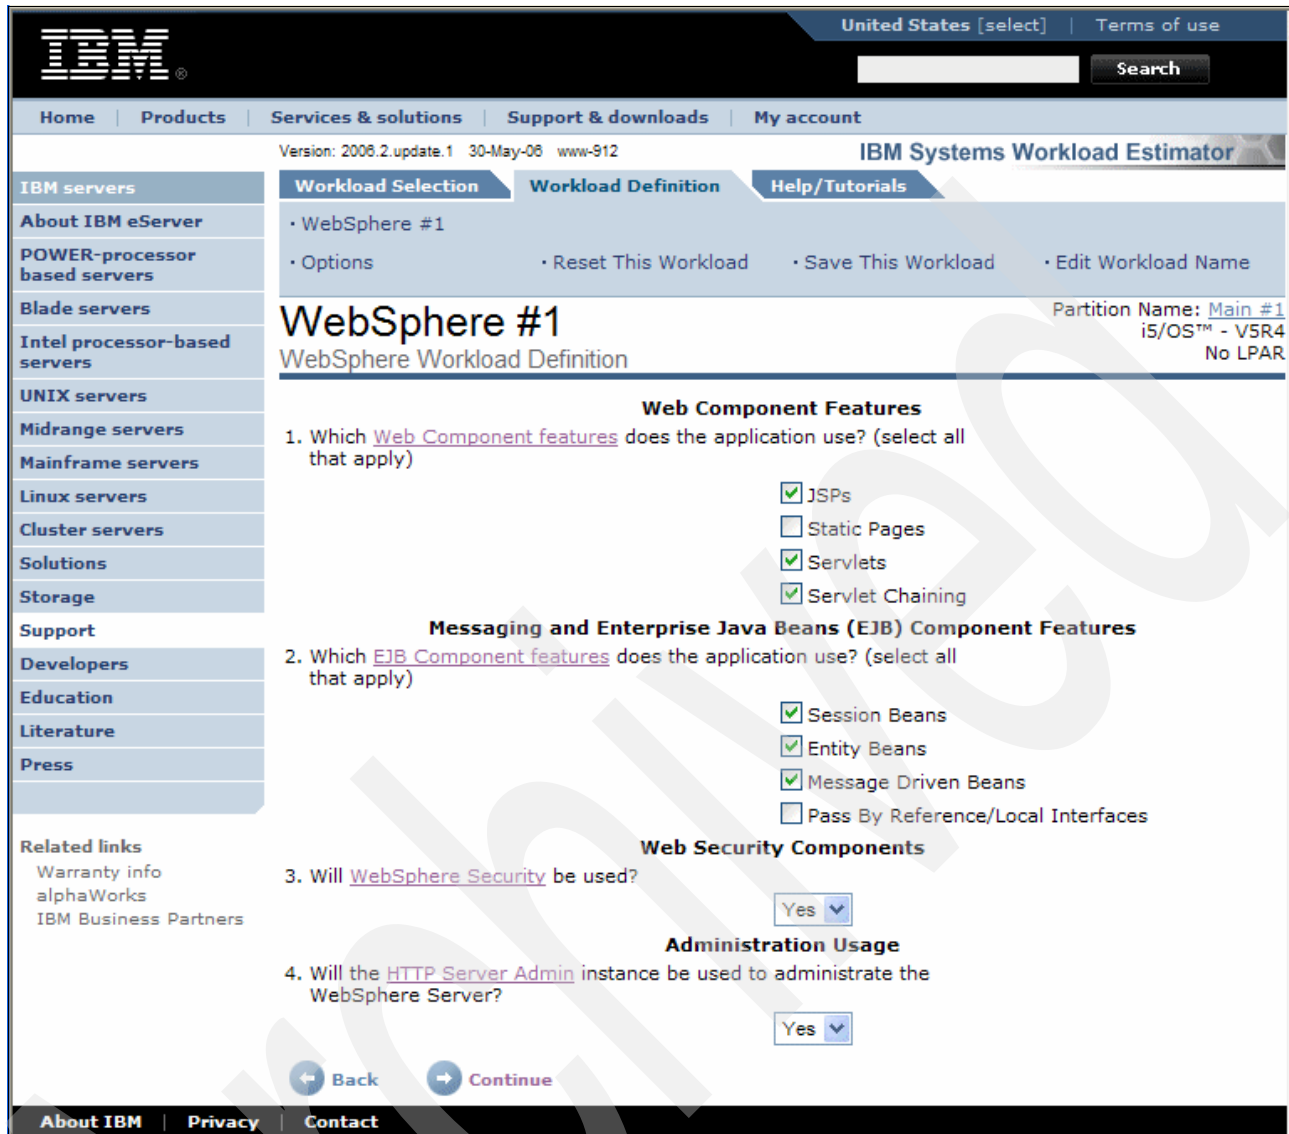 United States [select] | Terms of use
IBM®
Search
Home | Products | Services & solutions | Support & downloads | My account
Version: 2006.2.update.1 30-May-06 www-912
IBM Systems Workload Estimator
IBM servers
About IBM eServer
POWER-processor
based servers
Blade servers
Intel processor-based
servers
UNIX servers
Midrange servers
Mainframe servers
Linux servers
Cluster servers
Solutions
Storage
Support
Developers
Education
Literature
Press
Related links
Warranty info
alphaWorks
IBM Business Partners
Workload Selection Workload Definition Help/Tutorials
· WebSphere #1
· Options · Reset This Workload · Save This Workload · Edit Workload Name
WebSphere #1
WebSphere Workload Definition
Partition Name: Main #1
i5/OS™ - V5R4
No LPAR
Web Component Features
1. Which Web Component features does the application use? (select all
that apply)
JSPs
Static Pages
Servlets
Servlet Chaining
Messaging and Enterprise Java Beans (EJB) Component Features
2. Which EJB Component features does the application use? (select all
that apply)
Session Beans
Entity Beans
Message Driven Beans
Pass By Reference/Local Interfaces
Web Security Components
3. Will WebSphere Security be used?
Yes
Administration Usage
4. Will the HTTP Server Admin instance be used to administrate the
WebSphere Server?
Yes
Back Continue
About IBM | Privacy | Contact